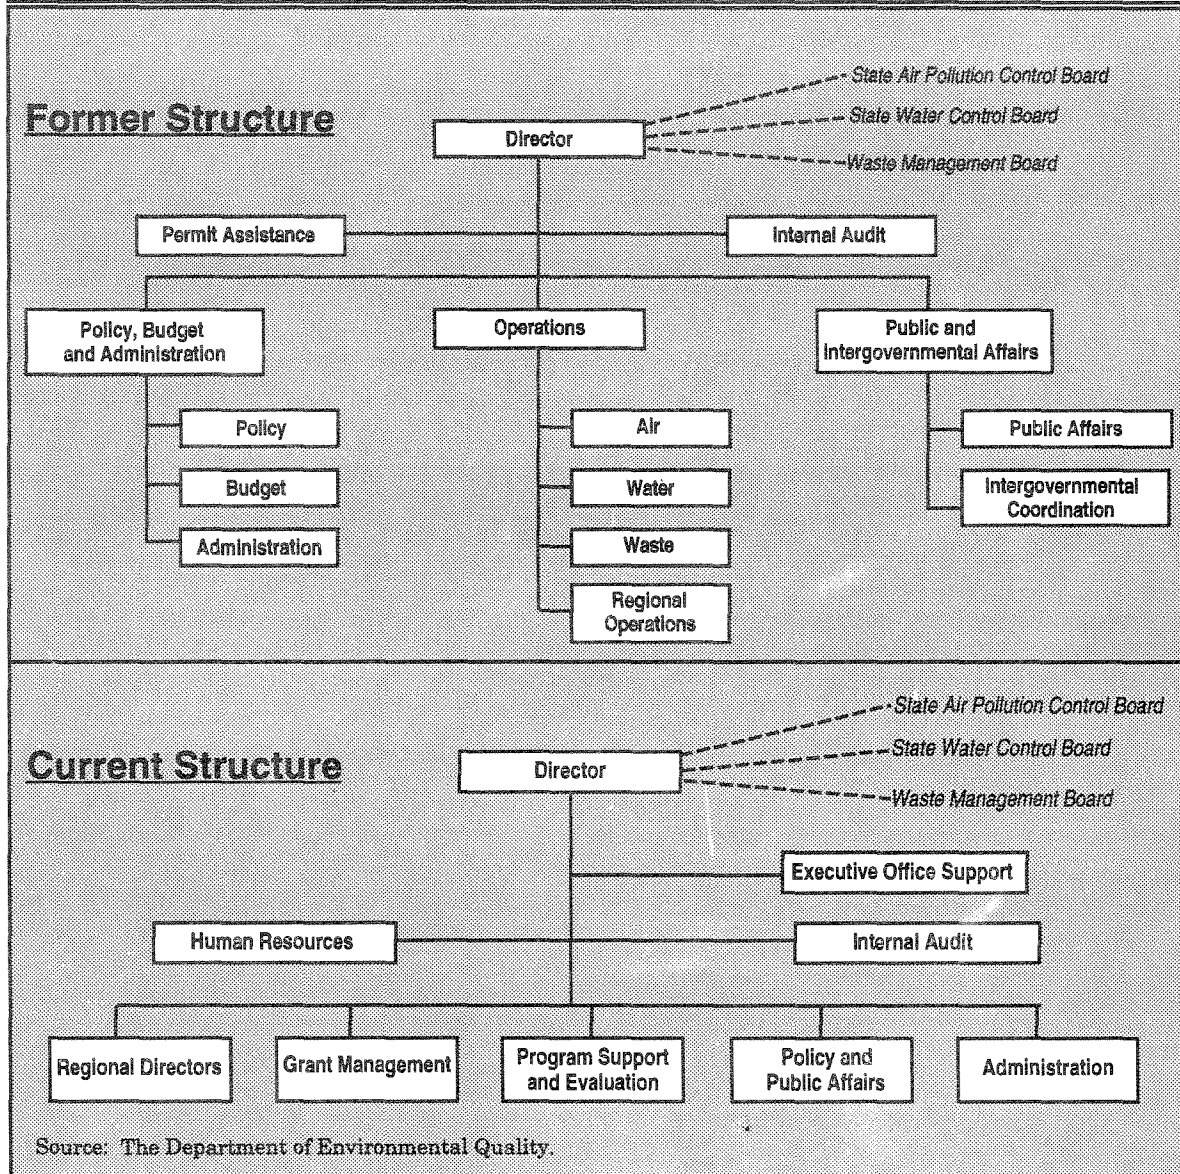 State Air Pollution Control Board
Former Structure
State Water Control Board
Director
Waste Management Board
Permit Assistance
Internal Audit
Policy, Budget
and Administration
Operations
Public and
Intergovernmental Affairs
Policy
Air
Public Affairs
Budget
Water
Intergovernmental
Coordination
Administration
Waste
Regional
Operations
State Air Pollution Control Board
Current Structure
State Water Control Board
Director
Waste Management Board
Executive Office Support
Human Resources
Internal Audit
Regional Directors
Grant Management
Program Support
and Evaluation
Policy and
Public Affairs
Administration
Source: The Department of Environmental Quality.